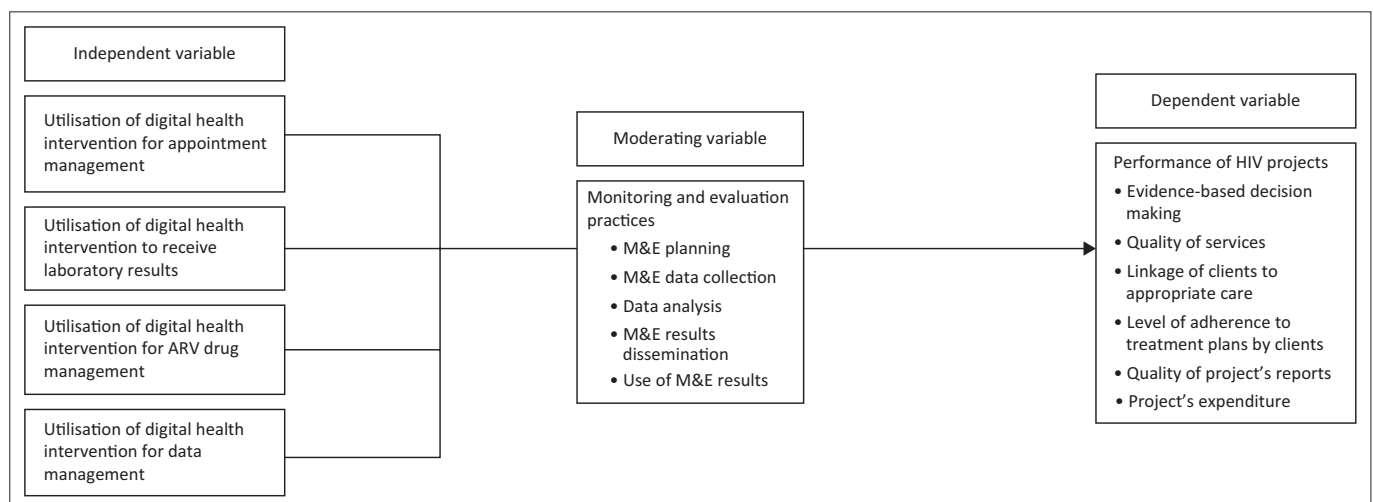 Independent variable
Utilisation of digital health
intervention for appointment
management
Utilisation of digital health
intervention to receive
laboratory results
Utilisation of digital health
intervention for ARV drug
management
Utilisation of digital health
intervention for data
management
Moderating variable
Monitoring and evaluation
practices
• M&E planning
• M&E data collection
• Data analysis
• M&E results
dissemination
• Use of M&E results
Dependent variable
Performance of HIV projects
• Evidence-based decision
making
• Quality of services
• Linkage of clients to
appropriate care
• Level of adherence to
treatment plans by clients
• Quality of project’s reports
• Project’s expenditure